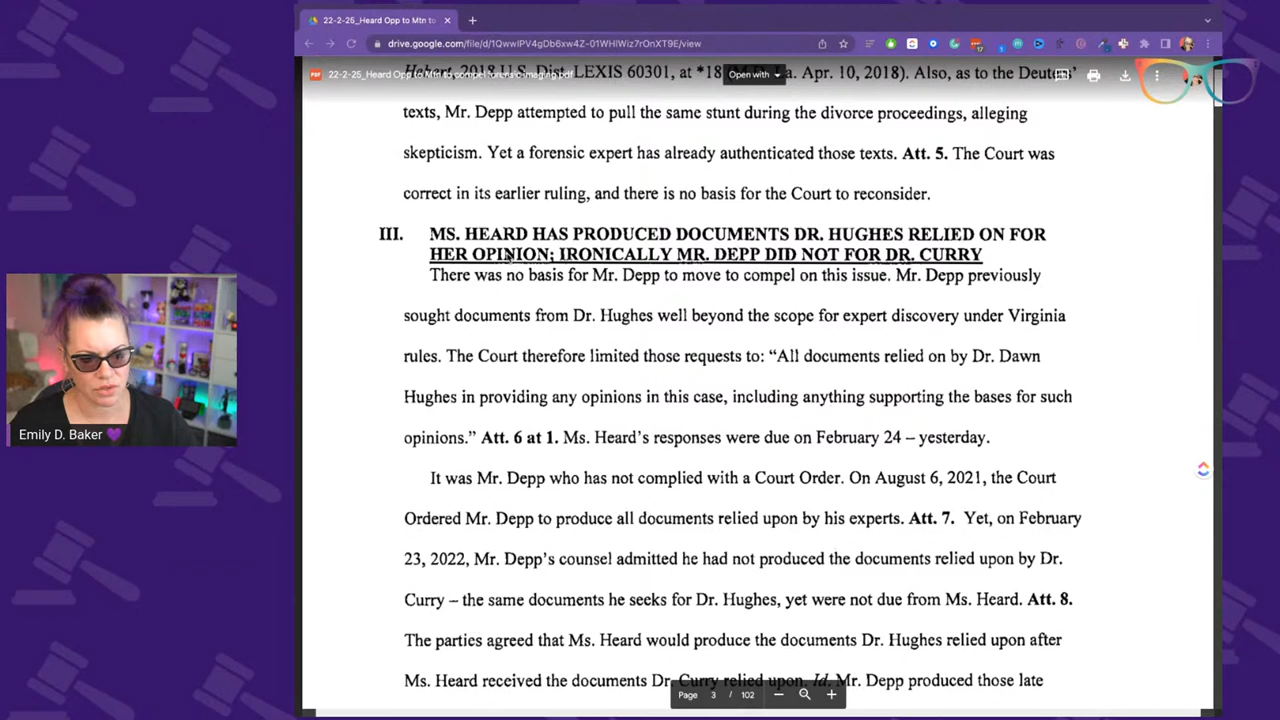 22-2-25_Heard Opp to Mtn to
drive.google.com/file/d/1QwwIPV4gDb6xw4Z-01WHIWiz7rOnXT9E/view
22-2-25_Heard Opp to Mtn to compel forensic imaging.pdf
Open with
2018 U.S. Dist. LEXIS 60301, at *18 Apr. 10, 2018). Also, as to the Deuters'
texts, Mr. Depp attempted to pull the same stunt during the divorce proceedings, alleging
skepticism. Yet a forensic expert has already authenticated those texts. Att. 5. The Court was
correct in its earlier ruling, and there is no basis for the Court to reconsider.
III. MS. HEARD HAS PRODUCED DOCUMENTS DR. HUGHES RELIED ON FOR
HER OPINION; IRONICALLY MR. DEPP DID NOT FOR DR. CURRY
There was no basis for Mr. Depp to move to compel on this issue. Mr. Depp previously
sought documents from Dr. Hughes well beyond the scope for expert discovery under Virginia
rules. The Court therefore limited those requests to: “All documents relied on by Dr. Dawn
Hughes in providing any opinions in this case, including anything supporting the bases for such
opinions.” Att. 6 at 1. Ms. Heard’s responses were due on February 24 – yesterday.
It was Mr. Depp who has not complied with a Court Order. On August 6, 2021, the Court
Ordered Mr. Depp to produce all documents relied upon by his experts. Att. 7. Yet, on February
23, 2022, Mr. Depp’s counsel admitted he had not produced the documents relied upon by Dr.
Curry – the same documents he seeks for Dr. Hughes, yet were not due from Ms. Heard. Att. 8.
The parties agreed that Ms. Heard would produce the documents Dr. Hughes relied upon after
Ms. Heard received the documents Dr. Curry relied upon. Id. Mr. Depp produced those late
Page 3 / 102
Emily D. Baker